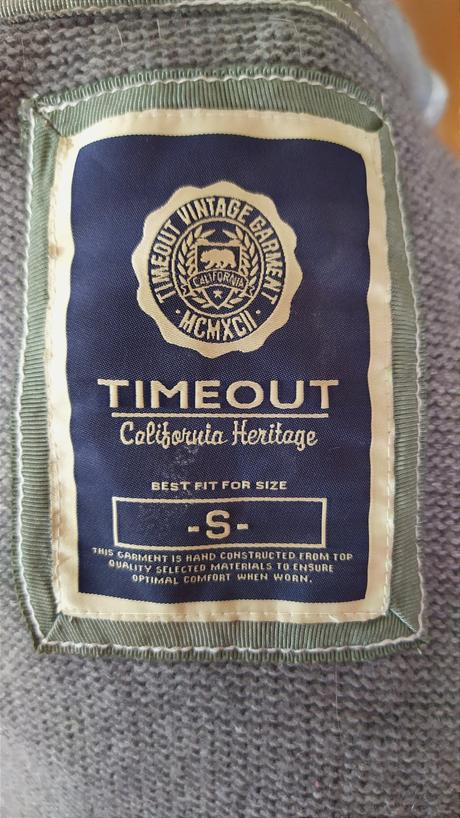 TIMEOUT VINTAGE GARMENT
CALIFORNIA
· MCMXCII ·
TIMEOUT
California Heritage
BEST FIT FOR SIZE
-S-
THIS GARMENT IS HAND CONSTRUCTED FROM TOP
QUALITY SELECTED MATERIALS TO ENSURE
OPTIMAL COMFORT WHEN WORN.